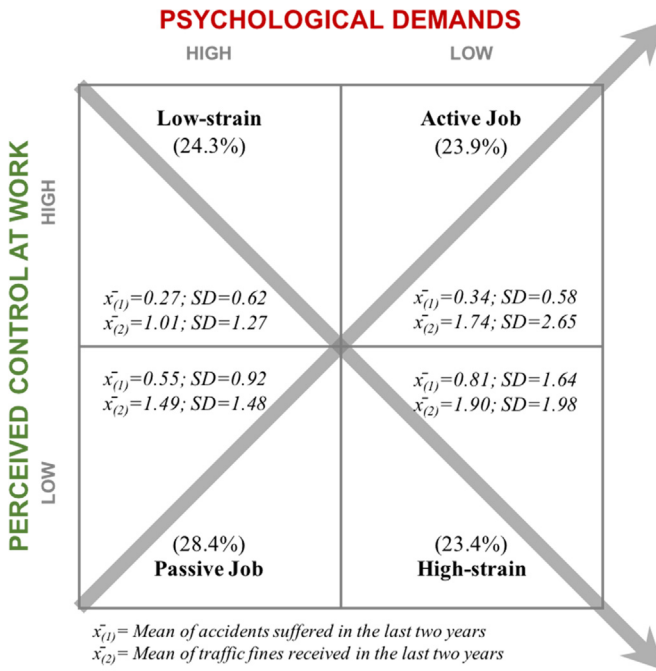 PSYCHOLOGICAL DEMANDS
HIGH LOW
PERCEIVED CONTROL AT WORK
HIGH
LOW
Low-strain
(24.3%)
Active Job
(23.9%)
x̄(1)=0.27; SD=0.62
x̄(2)=1.01; SD=1.27
x̄(1)=0.34; SD=0.58
x̄(2)=1.74; SD=2.65
x̄(1)=0.55; SD=0.92
x̄(2)=1.49; SD=1.48
x̄(1)=0.81; SD=1.64
x̄(2)=1.90; SD=1.98
(28.4%)
Passive Job
(23.4%)
High-strain
x̄(1)= Mean of accidents suffered in the last two years
x̄(2)= Mean of traffic fines received in the last two years